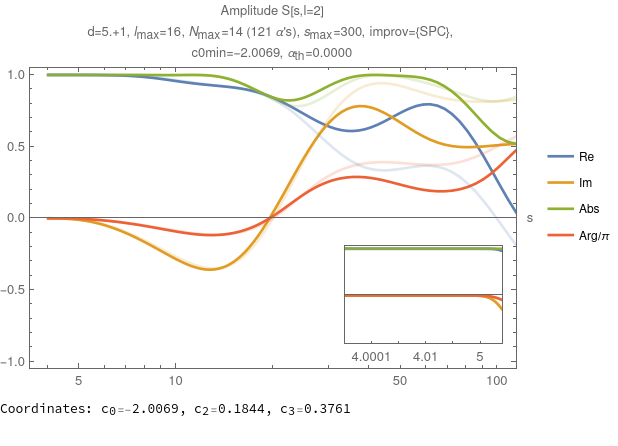 Amplitude S[s,l=2]
d=5.+1, lmax=16, Nmax=14 (121 α's), smax=300, improv={SPC},
c0min=−2.0069, αth=0.0000
1.0
0.5
0.0
−0.5
−1.0
5
10
50
100
s
4.0001
4.01
5
Re
Im
Abs
Arg/π
Coordinates: c0=-2.0069, c2=0.1844, c3=0.3761